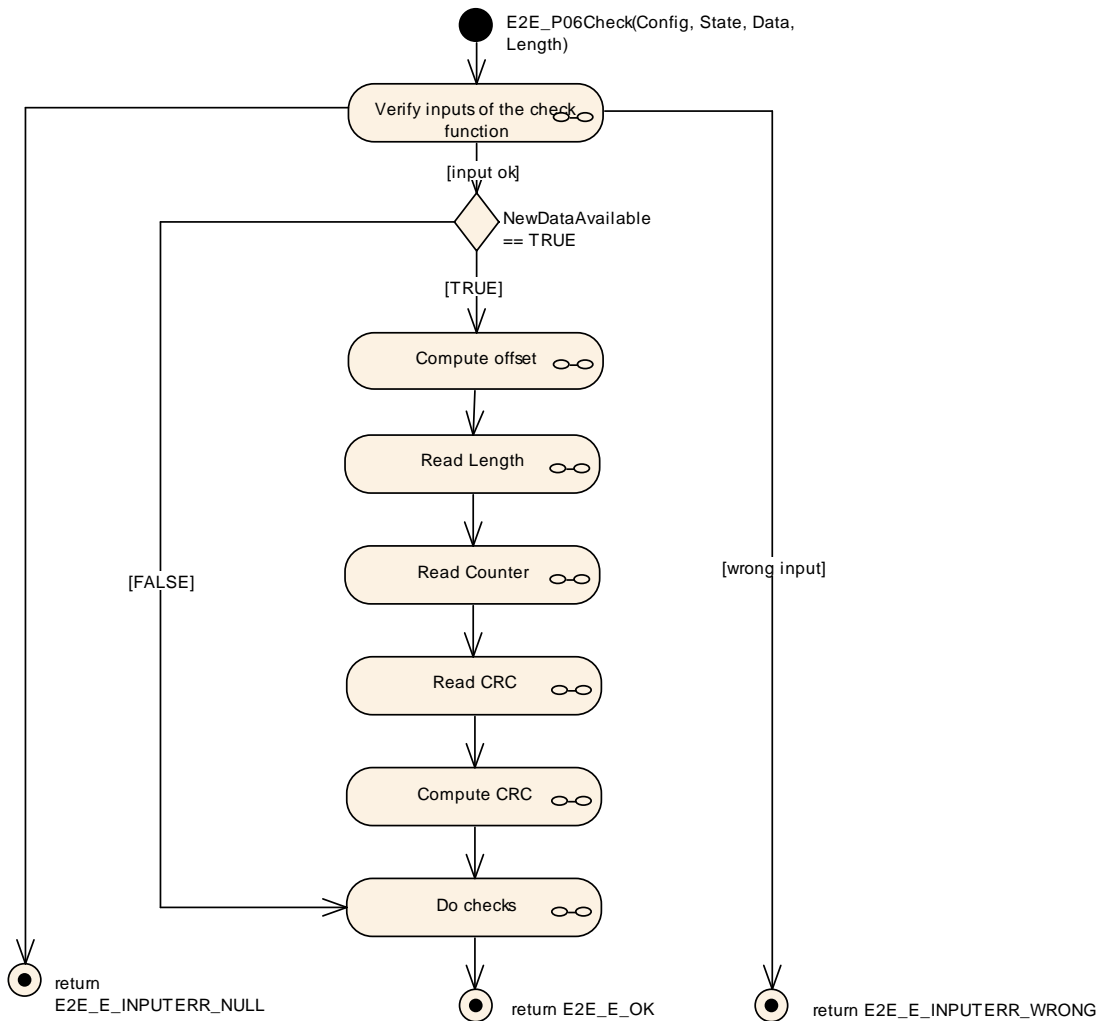 E2E_P06Check(Config, State, Data,
Length)
Verify inputs of the check
function
[input ok]
NewDataAvailable
== TRUE
[TRUE]
Compute offset
Read Length
Read Counter
[FALSE]
[wrong input]
Read CRC
Compute CRC
Do checks
return
E2E_E_INPUTERR_NULL
return E2E_E_OK
return E2E_E_INPUTERR_WRONG